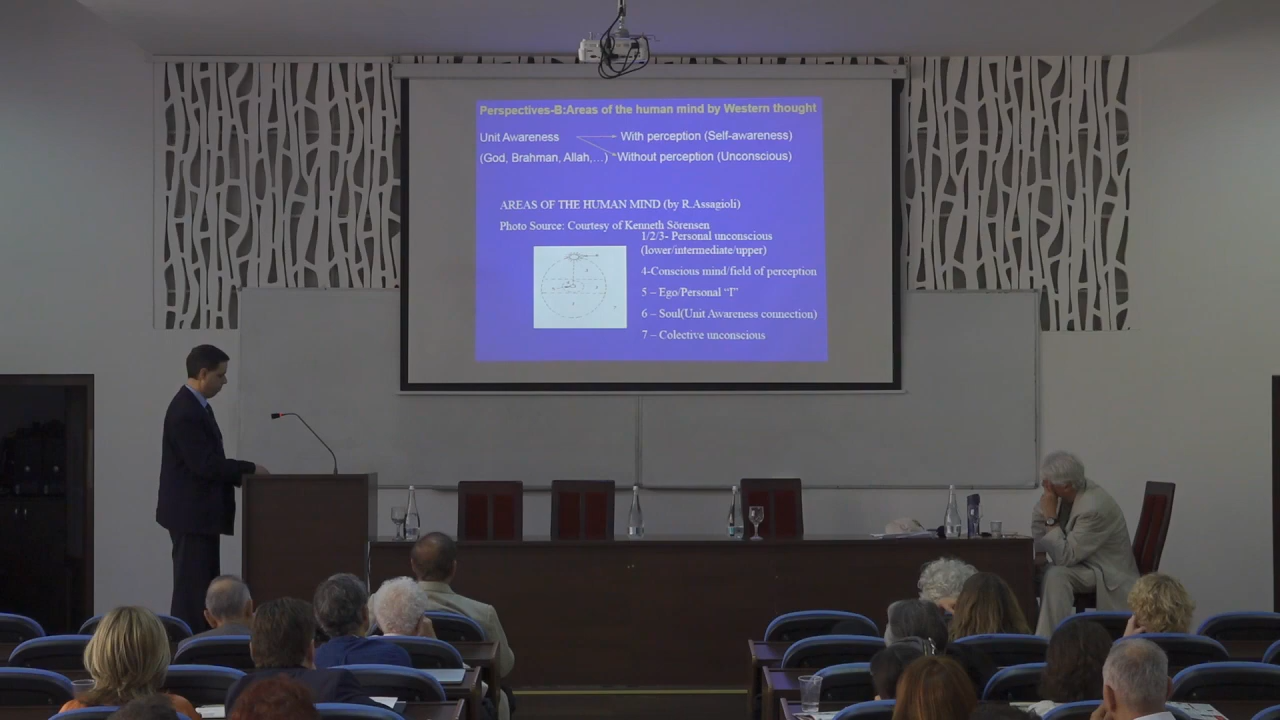 Perspectives-B:Areas of the human mind by Western thought
Unit Awareness With perception (Self-awareness)
(God, Brahman, Allah,...) Without perception (Unconscious)
AREAS OF THE HUMAN MIND (by R.Assagioli)
Photo Source: Courtesy of Kenneth Sörensen
1/2/3- Personal unconscious
(lower/intermediate/upper)
4-Conscious mind/field of perception
5 – Ego/Personal “I”
6 – Soul(Unit Awareness connection)
7 – Colective unconscious